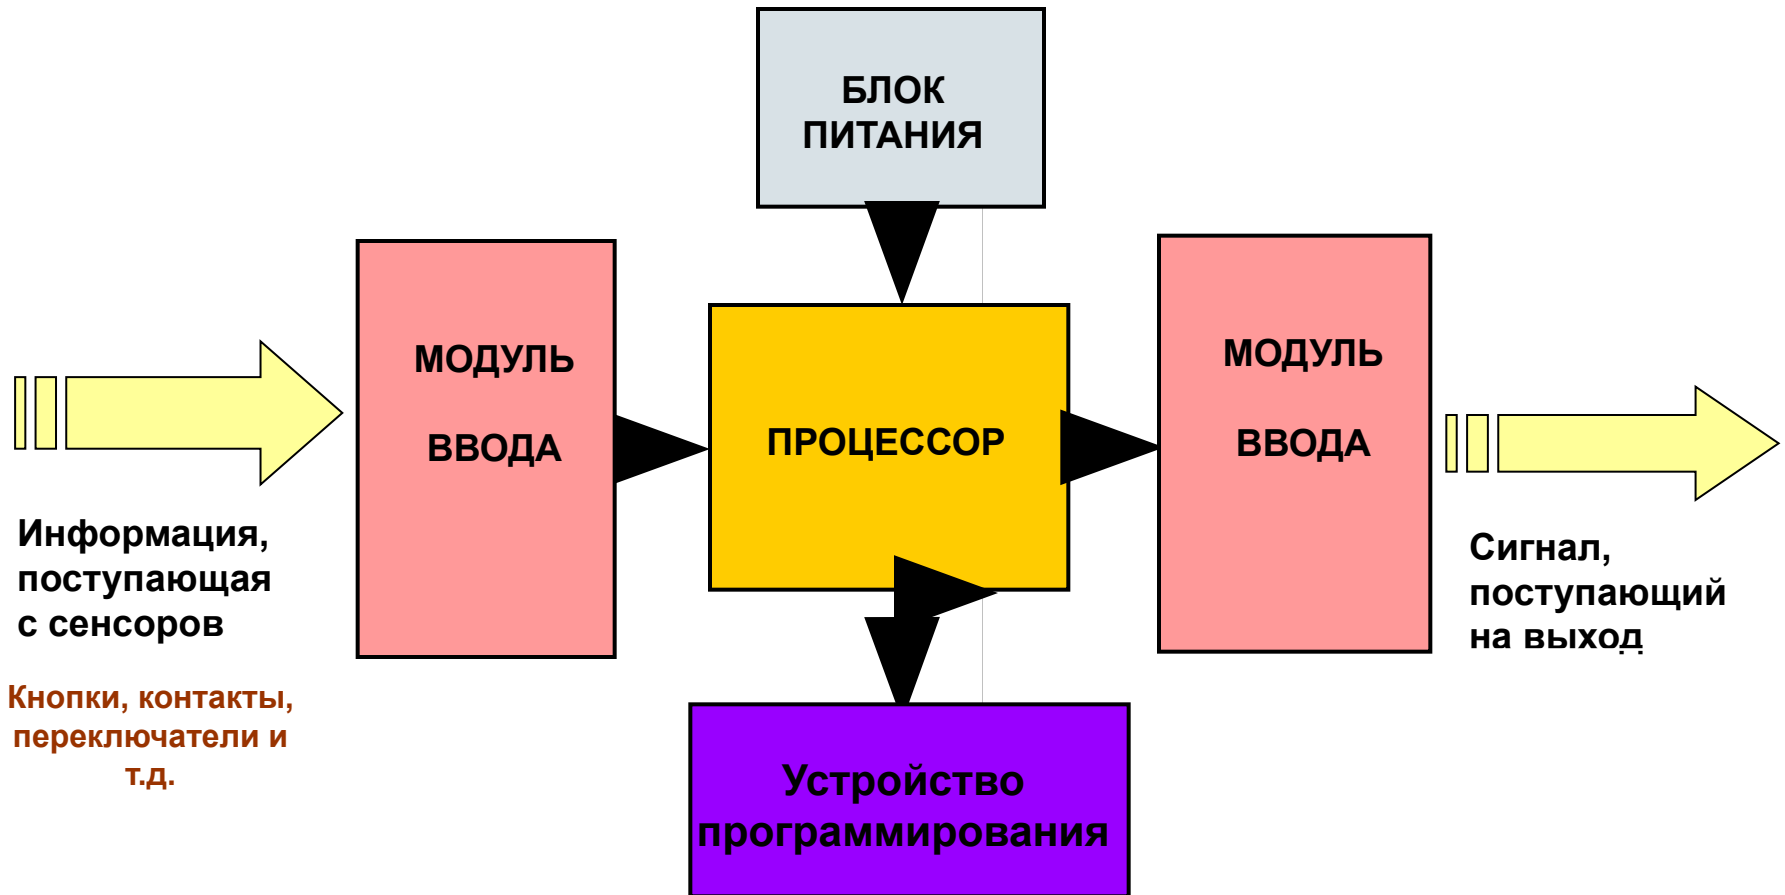 БЛОК
ПИТАНИЯ
МОДУЛЬ
ВВОДА
ПРОЦЕССОР
МОДУЛЬ
ВВОДА
Информация,
поступающая
с сенсоров
Сигнал,
поступающий
на выход
Кнопки, контакты,
переключатели и
т.д.
Устройство
программирования